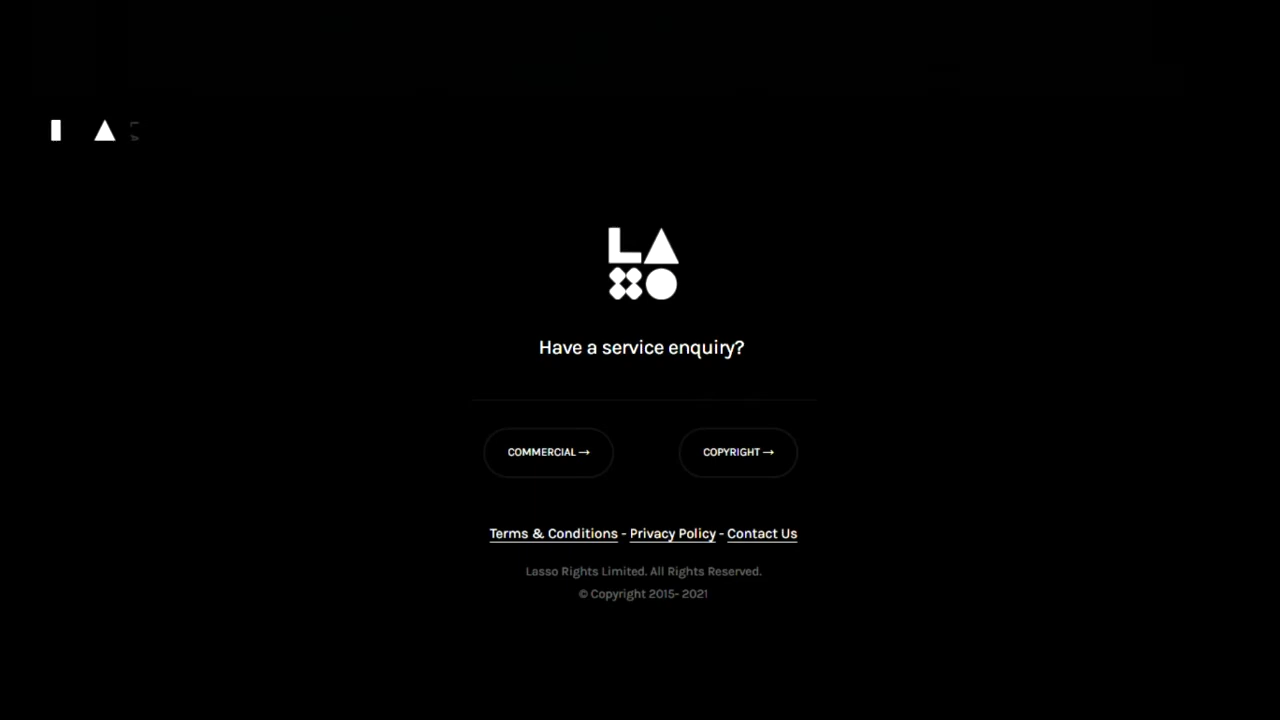 LA
Have a service enquiry?
COMMERCIAL → COPYRIGHT →
Terms & Conditions - Privacy Policy - Contact Us
Lasso Rights Limited. All Rights Reserved.
© Copyright 2015- 2021